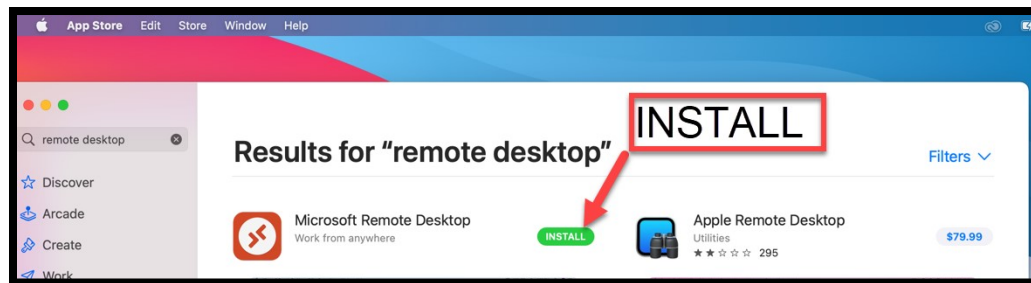 App Store Edit Store Window Help
INSTALL
remote desktop
Results for “remote desktop”
Filters
Discover
Arcade
Create
Work
Microsoft Remote Desktop
Work from anywhere
INSTALL
Apple Remote Desktop
Utilities
295
$79.99